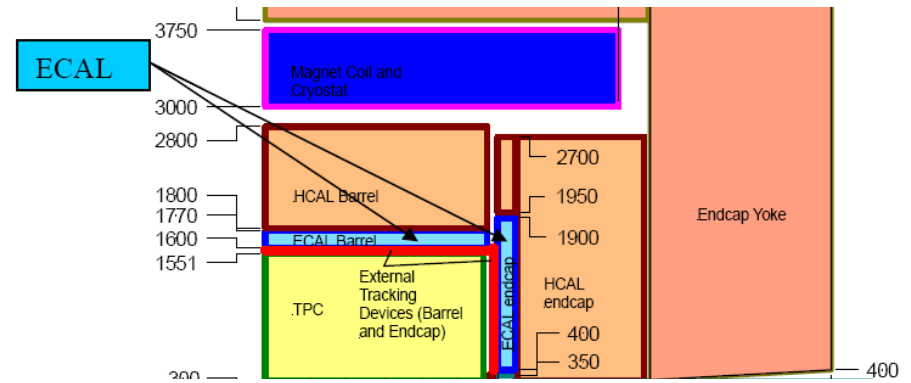 3750
ECAL
Magnet Coil and
Cryostat
3000
2800
2700
1800
.HCAL Barrel
1950
1770
.Endcap Yoke
1600
ECAL Barrel
1900
1551
External
Tracking
Devices (Barrel
and Endcap)
.TPC
ECAL endcap
HCAL
.endcap
400
350
400
300